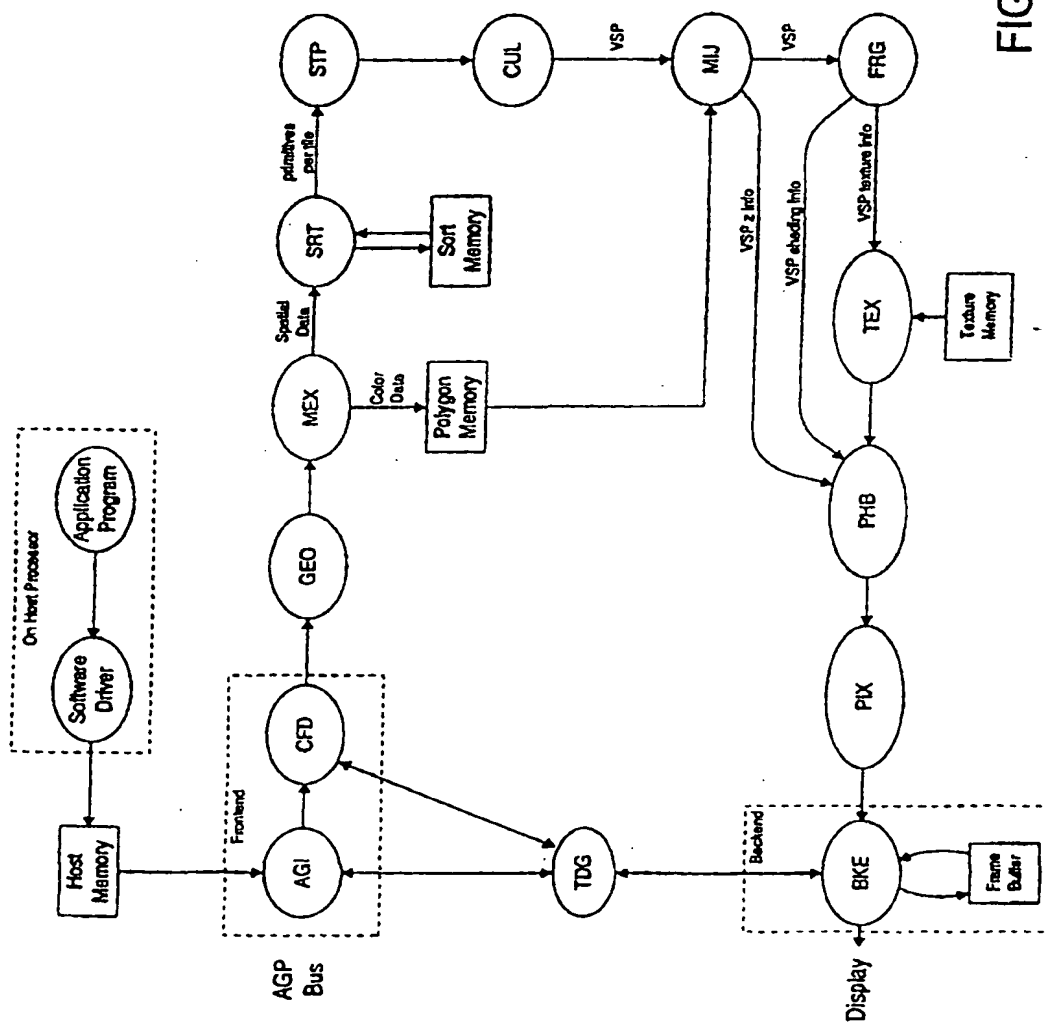 On Host Processor
Application
Program
Software
Driver
Host
Memory
AGP
Bus
Frontend
AGI
CFD
GEO
MEX
Spatial
Data
SRT
primitives
per tile
STP
Color
Data
Polygon
Memory
Sort
Memory
CUL
VSP
MIJ
VSP
FRG
VSP z info
VSP shading info
VSP texture info
TEX
Texture
Memory
PHB
PIX
TDG
Backend
BKE
Frame
Buffer
Display
FIG